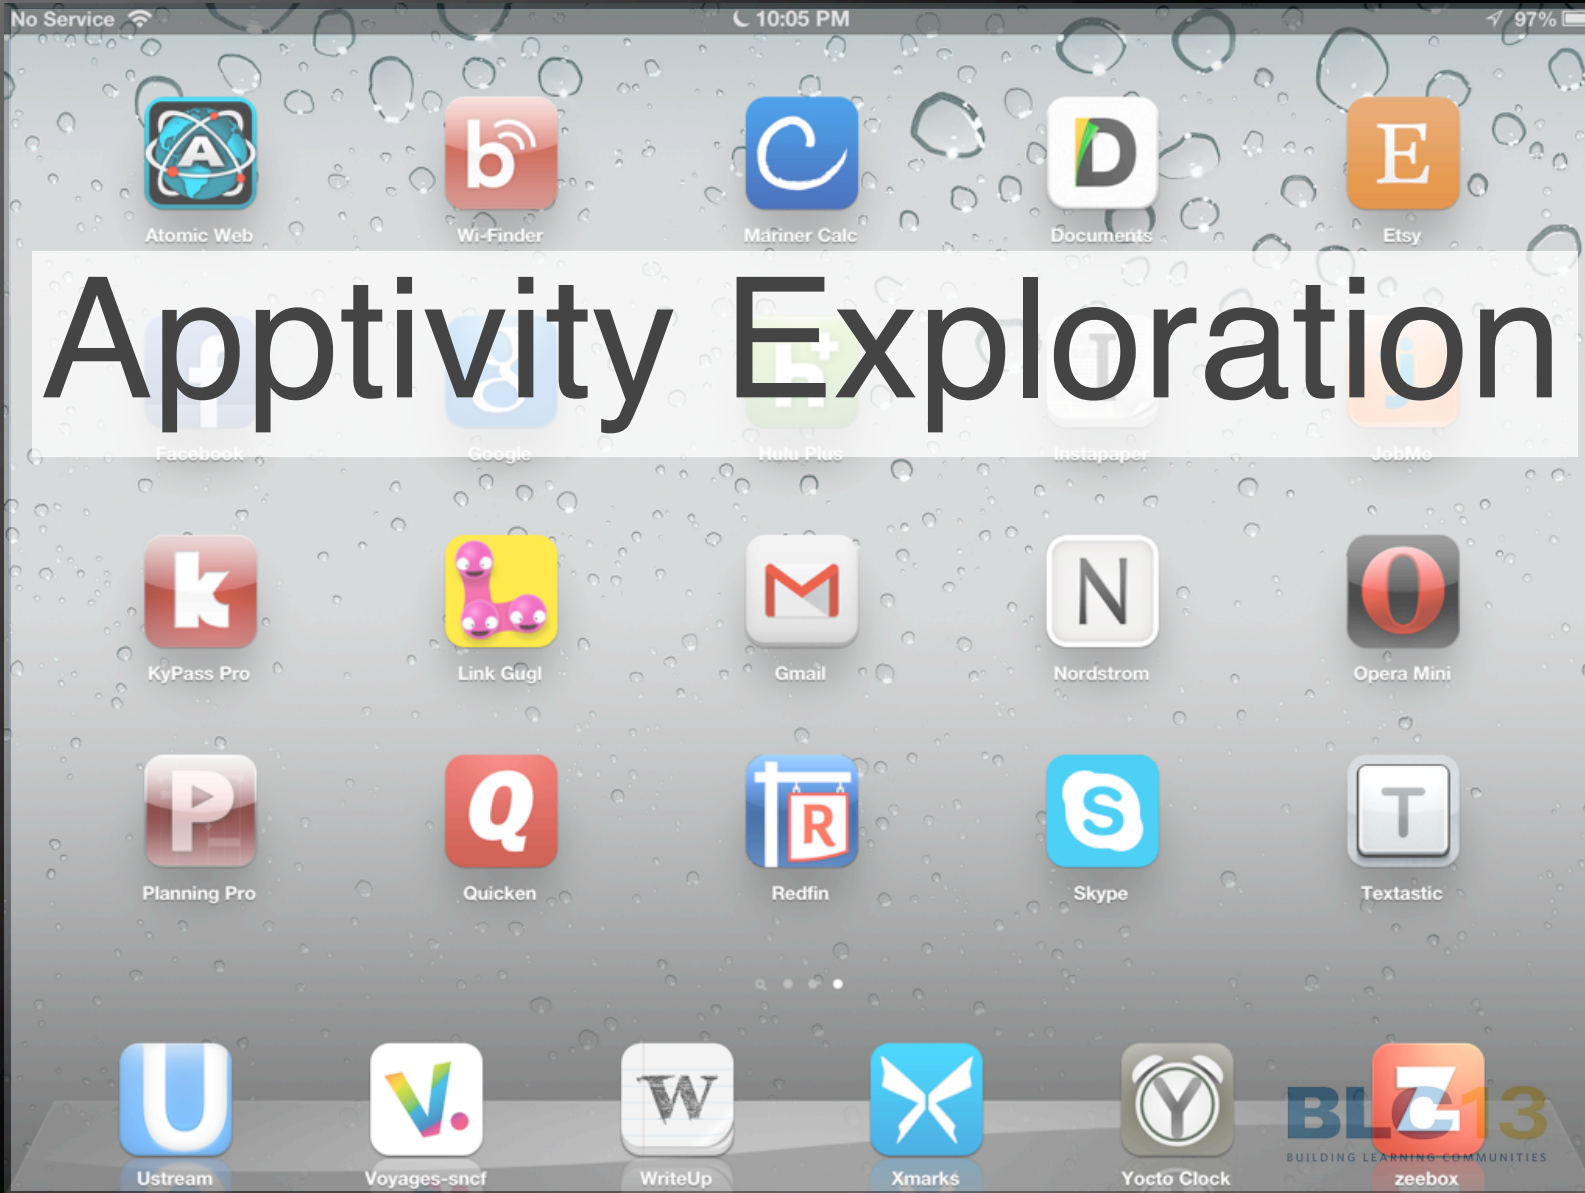 No Service 10:05 PM 97%
A b D E
Atomic Web Wi-Finder Mariner Calc Documents Etsy
Apptivity Exploration
f g h+ I j
Facebook Google Hulu Plus Instapaper JobMo
k M N O
KyPass Pro Link Gugl Gmail Nordstrom Opera Mini
P Q R S T
Planning Pro Quicken Redfin Skype Textastic
U V. W Y Z
BLC13
BUILDING LEARNING COMMUNITIES
Ustream Voyages-sncf WriteUp Xmarks Yocto Clock zeebox